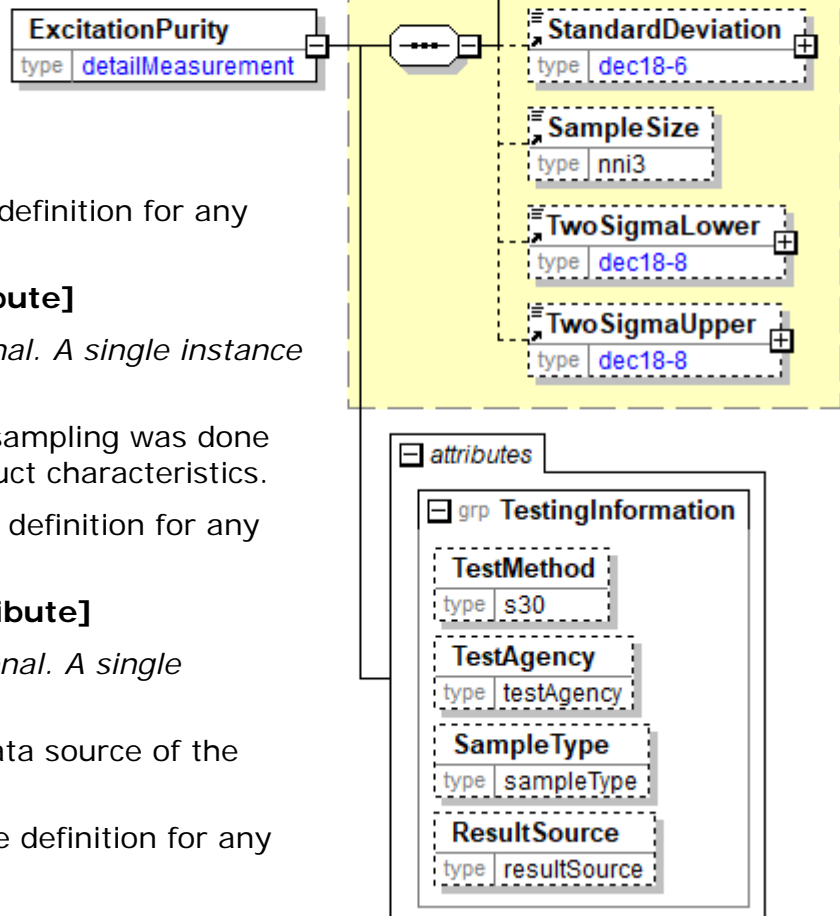 ExcitationPurity
type detailMeasurement
definition for any
bute]
nal. A single instance
sampling was done
uct characteristics.
definition for any
ibute]
nal. A single
ata source of the
e definition for any
StandardDeviation
type dec18-6
SampleSize
type nni3
TwoSigmaLower
type dec18-8
TwoSigmaUpper
type dec18-8
attributes
grp TestingInformation
TestMethod
type s30
TestAgency
type testAgency
SampleType
type sampleType
ResultSource
type resultSource